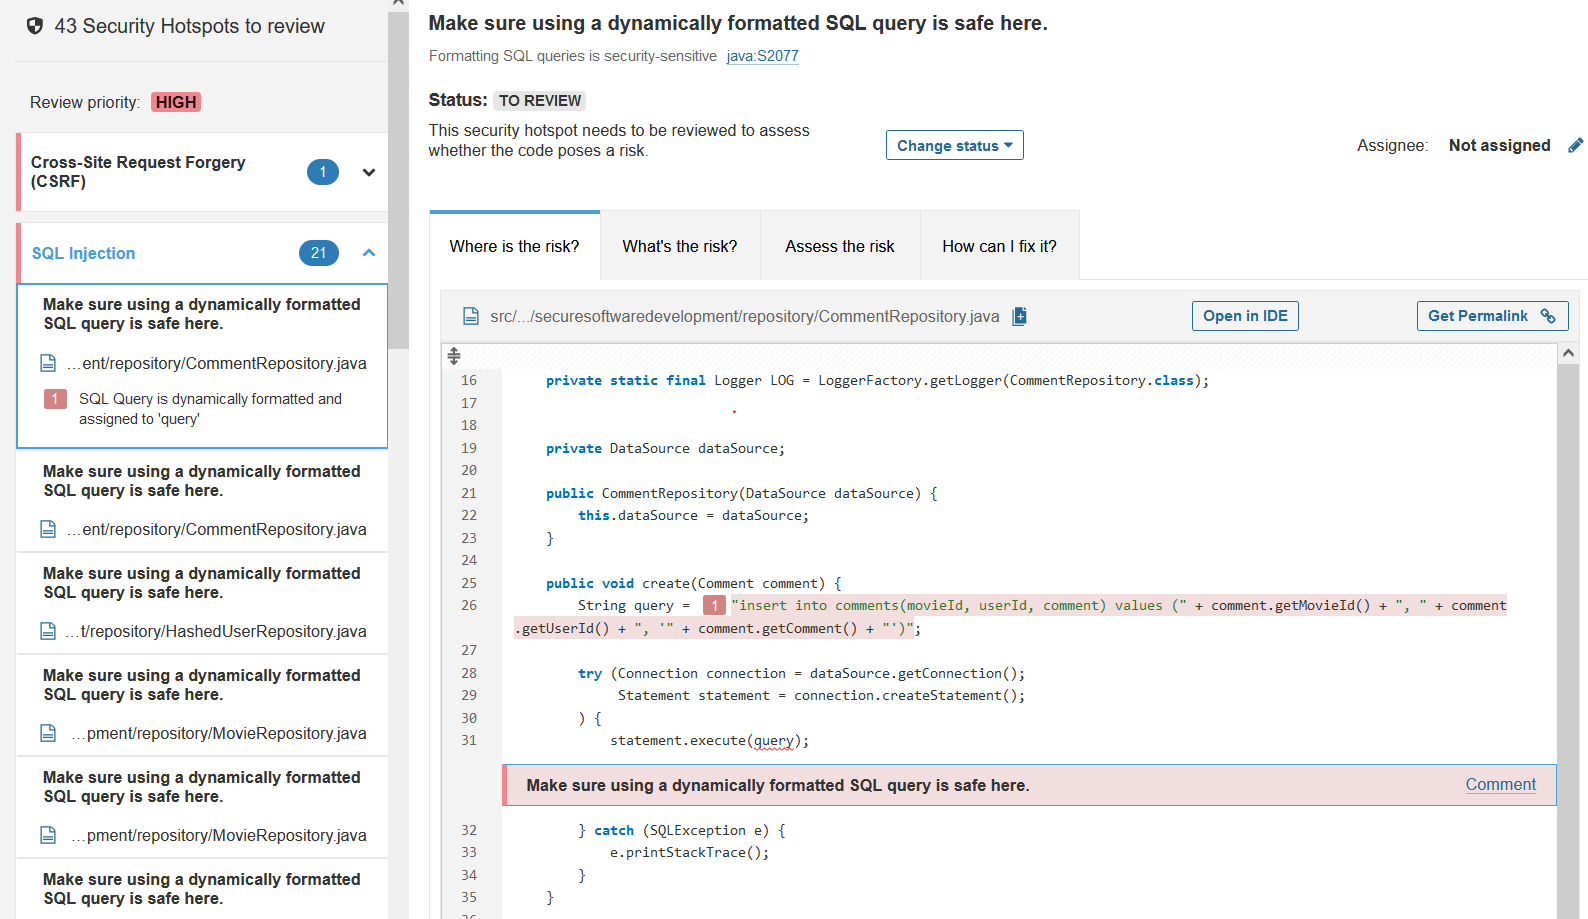 43 Security Hotspots to review
Review priority: HIGH
Cross-Site Request Forgery
(CSRF)
1
SQL Injection
21
Make sure using a dynamically formatted
SQL query is safe here.
...ent/repository/CommentRepository.java
1 SQL Query is dynamically formatted and
assigned to 'query'
Make sure using a dynamically formatted
SQL query is safe here.
...ent/repository/CommentRepository.java
Make sure using a dynamically formatted
SQL query is safe here.
...t/repository/HashedUserRepository.java
Make sure using a dynamically formatted
SQL query is safe here.
...pment/repository/MovieRepository.java
Make sure using a dynamically formatted
SQL query is safe here.
...pment/repository/MovieRepository.java
Make sure using a dynamically formatted
SQL query is safe here.
Make sure using a dynamically formatted SQL query is safe here.
Formatting SQL queries is security-sensitive java:S2077
Status: TO REVIEW
This security hotspot needs to be reviewed to assess
whether the code poses a risk.
Change status
Assignee: Not assigned
Where is the risk? What's the risk? Assess the risk How can I fix it?
src/.../securesoftwaredevelopment/repository/CommentRepository.java
Open in IDE
Get Permalink
16 private static final Logger LOG = LoggerFactory.getLogger(CommentRepository.class);
17
18
19 private DataSource dataSource;
20
21 public CommentRepository(DataSource dataSource) {
22 this.dataSource = dataSource;
23 }
24
25 public void create(Comment comment) {
26 String query = 1 "insert into comments(movieId, userId, comment) values (" + comment.getMovieId() + ", " + comment
.getUserId() + ", '" + comment.getComment() + "')";
27
28 try (Connection connection = dataSource.getConnection();
29 Statement statement = connection.createStatement();
30 ) {
31 statement.execute(query);
Make sure using a dynamically formatted SQL query is safe here. Comment
32 } catch (SQLException e) {
33 e.printStackTrace();
34 }
35 }